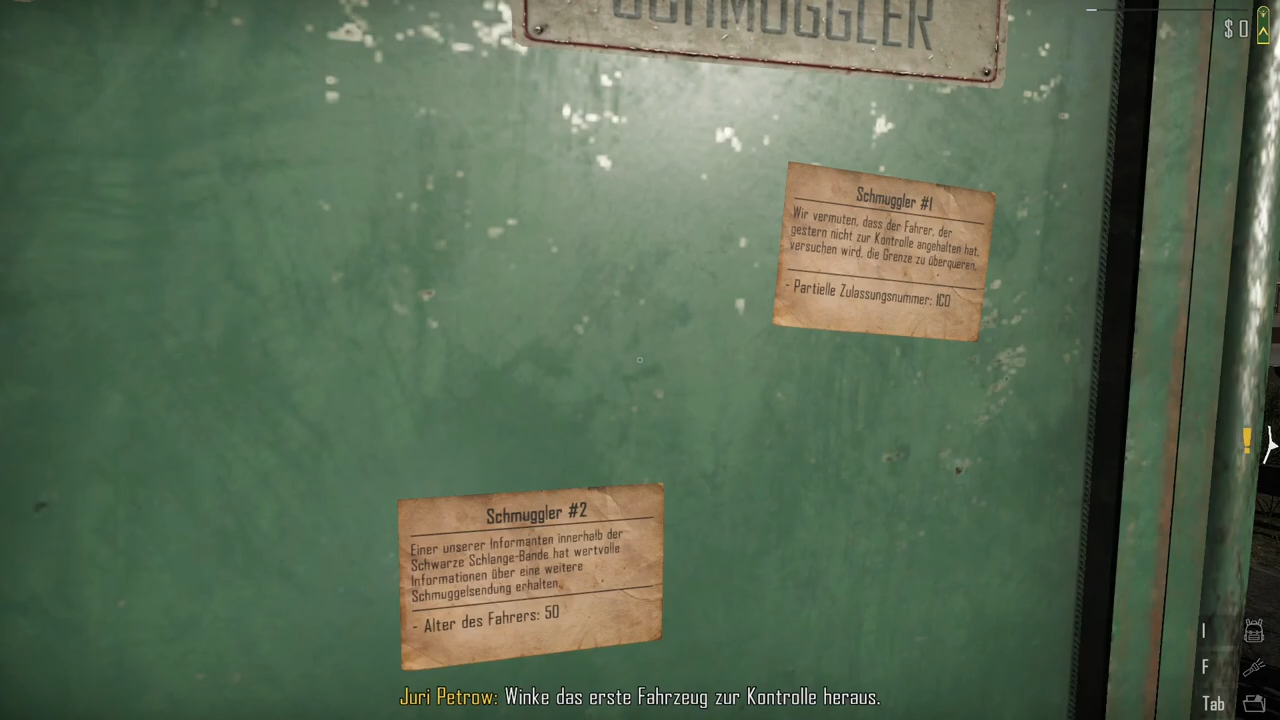 SCHMUGGLER
$ 0
Schmuggler #1
Wir vermuten, dass der Fahrer, der
gestern nicht zur Kontrolle angehalten hat,
versuchen wird, die Grenze zu überqueren.
- Partielle Zulassungsnummer: ICO
Schmuggler #2
Einer unserer Informanten innerhalb der
Schwarze Schlange-Bande hat wertvolle
Informationen über eine weitere
Schmuggelsendung erhalten.
- Alter des Fahrers: 50
I
F
Tab
Juri Petrow: Winke das erste Fahrzeug zur Kontrolle heraus.